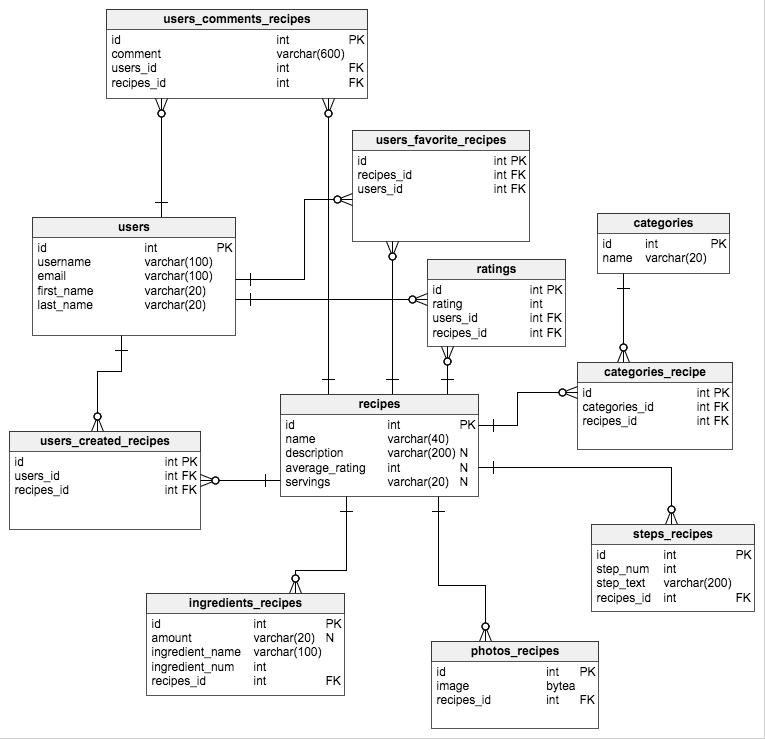 users_comments_recipes
id int PK
comment varchar(600)
users_id int FK
recipes_id int FK
users_favorite_recipes
id int PK
recipes_id int FK
users_id int FK
users
id int PK
username varchar(100)
email varchar(100)
first_name varchar(20)
last_name varchar(20)
categories
id int PK
name varchar(20)
ratings
id int PK
rating int
users_id int FK
recipes_id int FK
categories_recipe
id int PK
categories_id int FK
recipes_id int FK
recipes
id int PK
name varchar(40)
description varchar(200) N
average_rating int N
servings varchar(20) N
users_created_recipes
id int PK
users_id int FK
recipes_id int FK
steps_recipes
id int PK
step_num int
step_text varchar(200)
recipes_id int FK
ingredients_recipes
id int PK
amount varchar(20) N
ingredient_name varchar(100)
ingredient_num int
recipes_id int FK
photos_recipes
id int PK
image bytea
recipes_id int FK